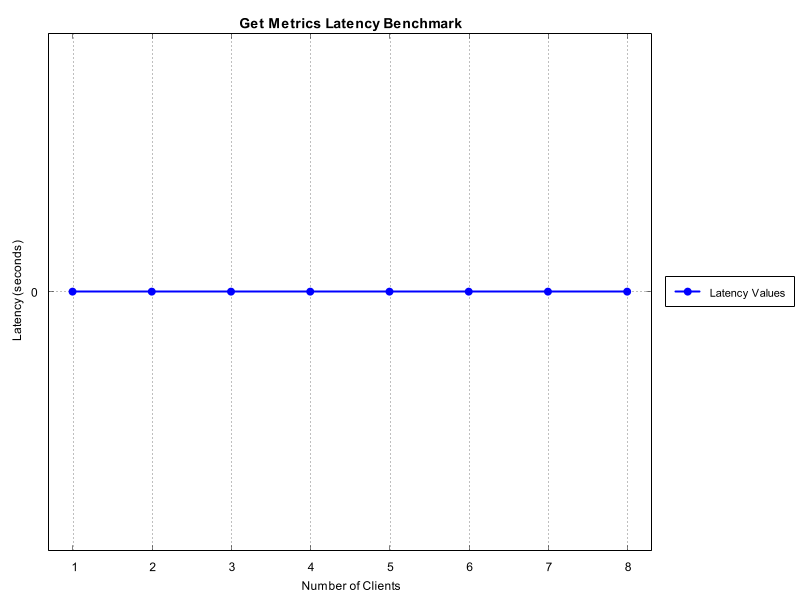 Get Metrics Latency Benchmark
Latency (seconds)
0
Latency Values
1 2 3 4 5 6 7 8
Number of Clients